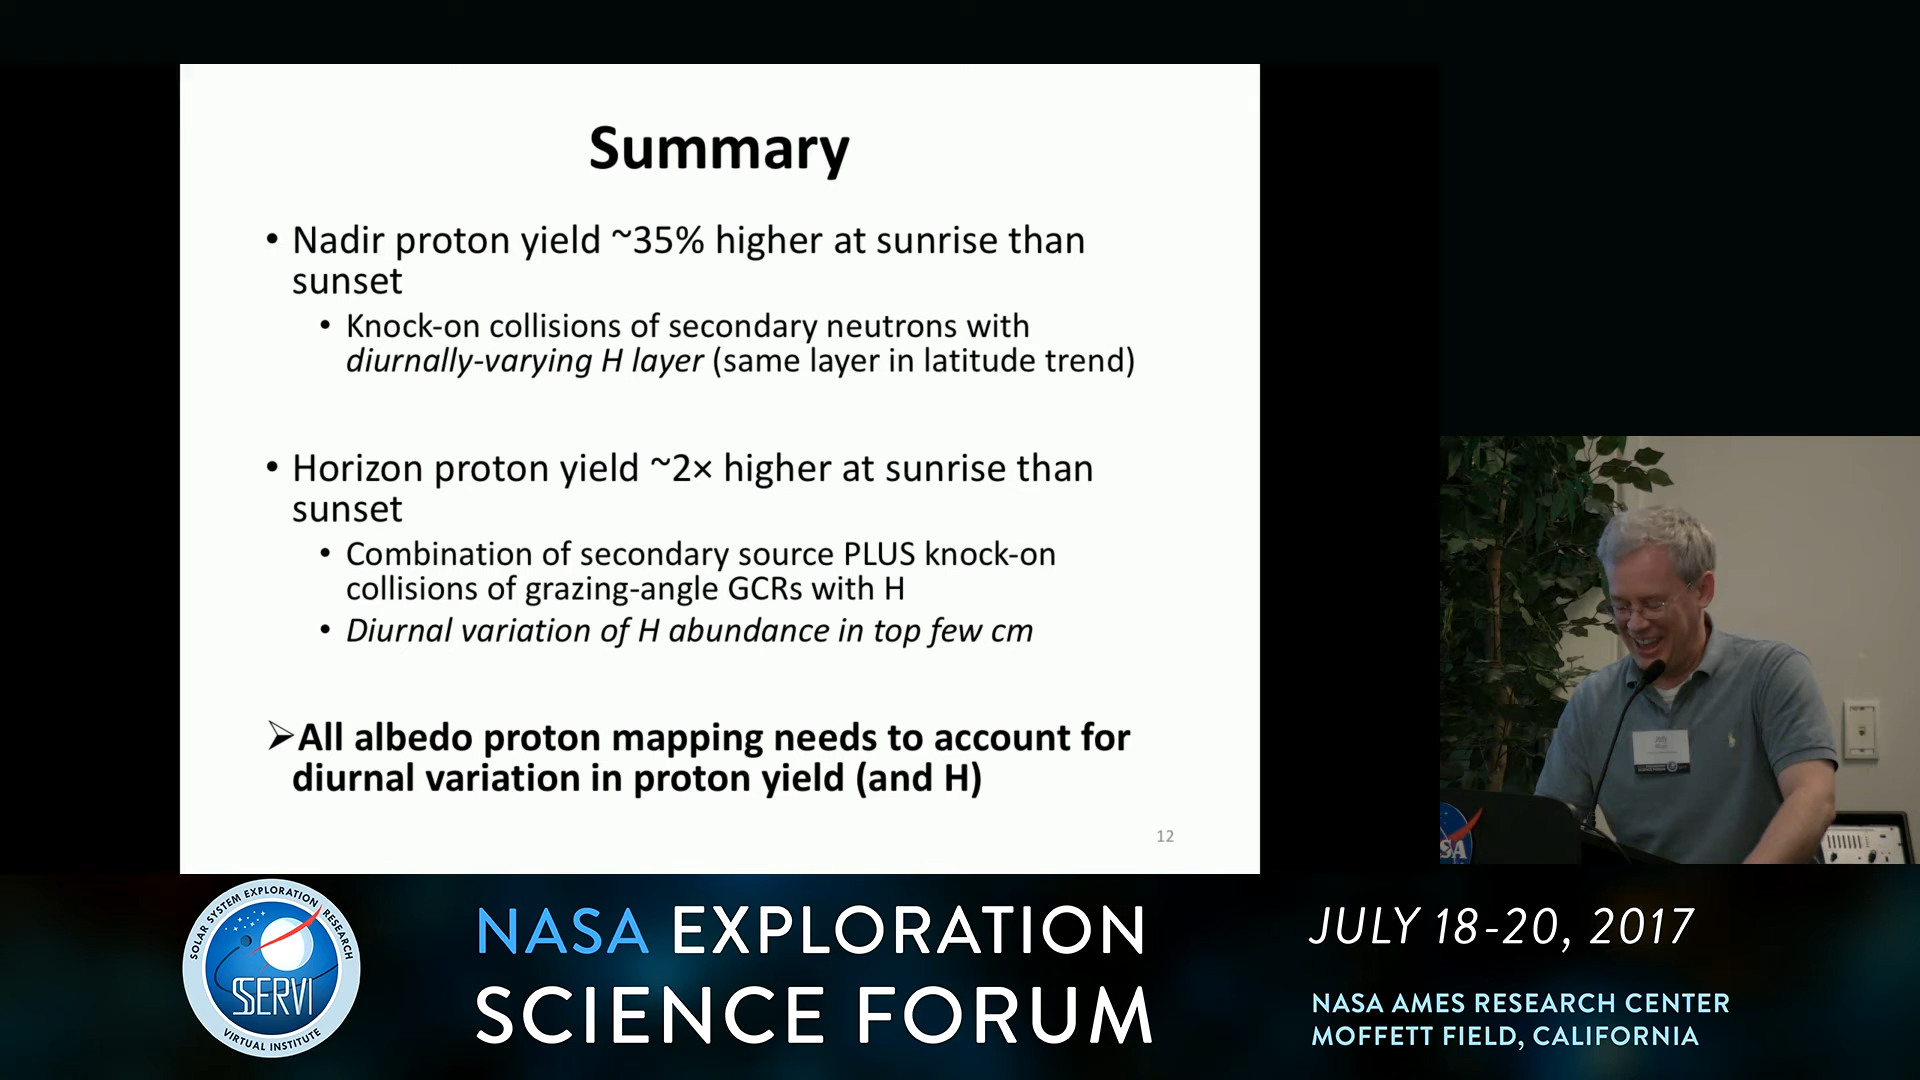 Summary
• Nadir proton yield ~35% higher at sunrise than
sunset
• Knock-on collisions of secondary neutrons with
diurnally-varying H layer (same layer in latitude trend)
• Horizon proton yield ~2× higher at sunrise than
sunset
• Combination of secondary source PLUS knock-on
collisions of grazing-angle GCRs with H
• Diurnal variation of H abundance in top few cm
➢All albedo proton mapping needs to account for
diurnal variation in proton yield (and H)
12
SOLAR SYSTEM EXPLORATION RESEARCH
SSERVI
VIRTUAL INSTITUTE
NASA EXPLORATION
SCIENCE FORUM
JULY 18-20, 2017
NASA AMES RESEARCH CENTER
MOFFETT FIELD, CALIFORNIA